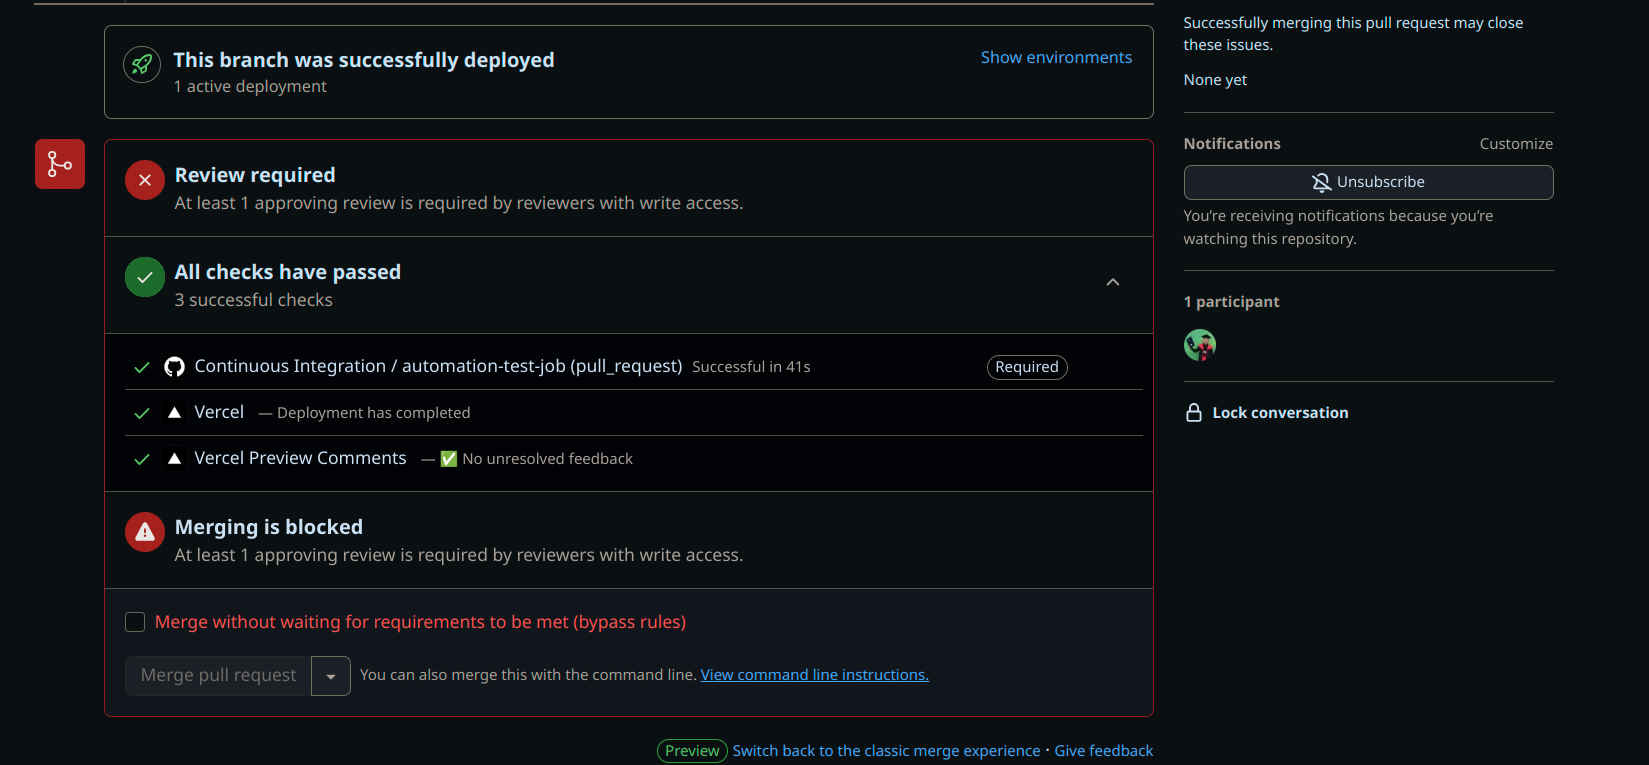 This branch was successfully deployed
1 active deployment
Show environments
Review required
At least 1 approving review is required by reviewers with write access.
All checks have passed
3 successful checks
Continuous Integration / automation-test-job (pull_request) Successful in 41s Required
Vercel — Deployment has completed
Vercel Preview Comments — ✅ No unresolved feedback
Merging is blocked
At least 1 approving review is required by reviewers with write access.
Merge without waiting for requirements to be met (bypass rules)
Merge pull request
You can also merge this with the command line. View command line instructions.
Preview Switch back to the classic merge experience · Give feedback
Successfully merging this pull request may close
these issues.
None yet
Notifications Customize
Unsubscribe
You're receiving notifications because you're
watching this repository.
1 participant
Lock conversation